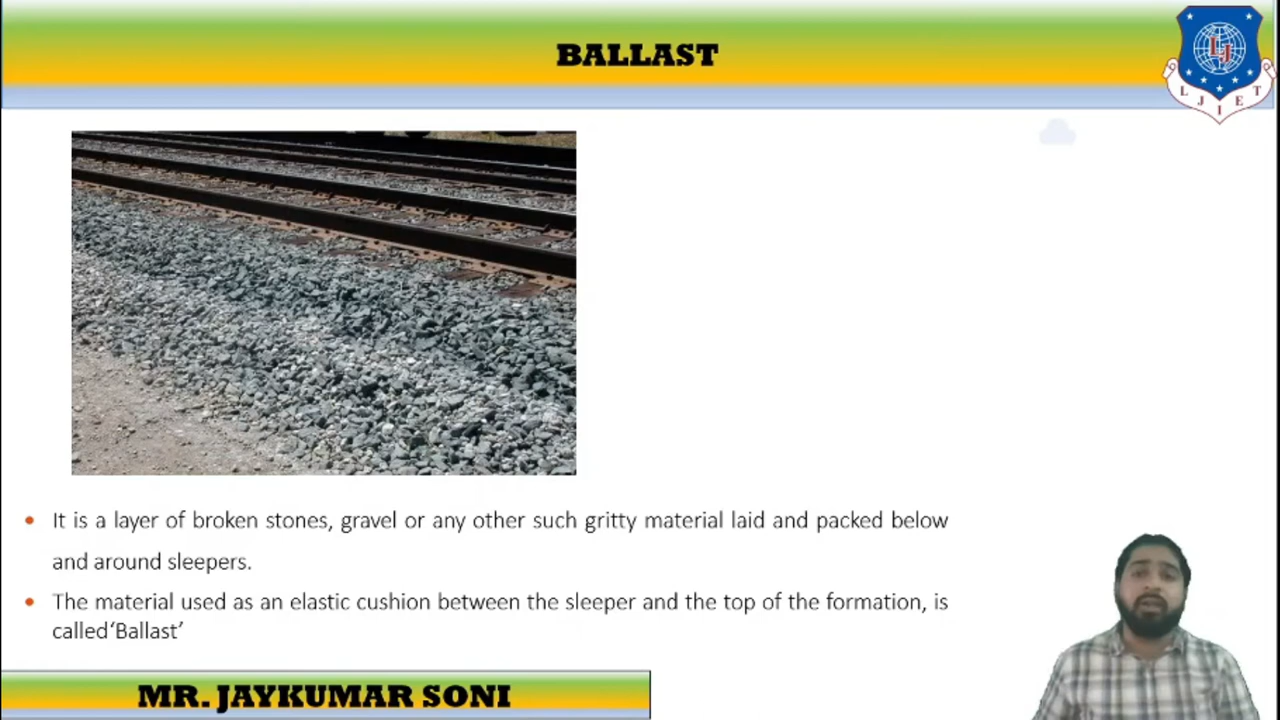 BALLAST
LJ
L J I E T
It is a layer of broken stones, gravel or any other such gritty material laid and packed below
and around sleepers.
The material used as an elastic cushion between the sleeper and the top of the formation, is
called‘Ballast’
MR. JAYKUMAR SONI